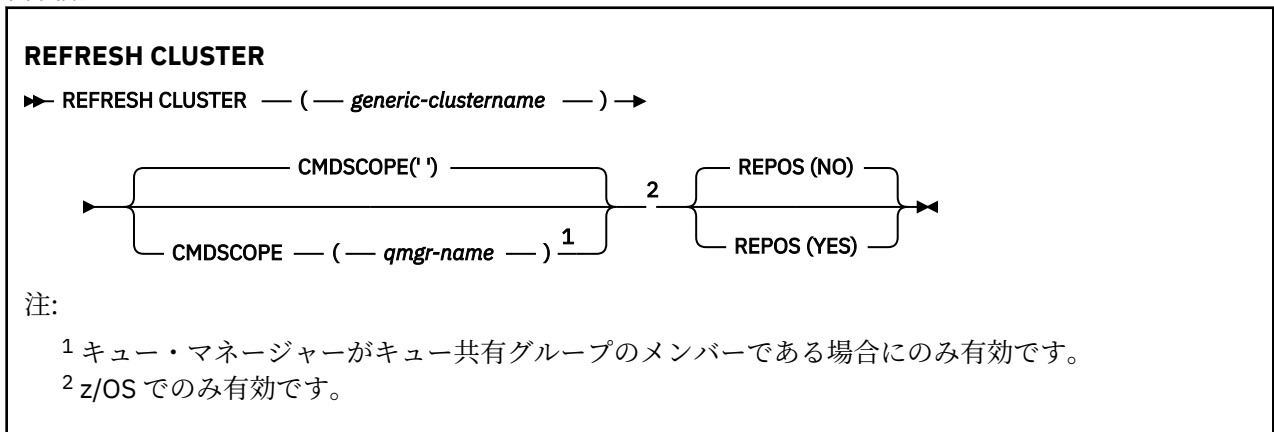 REFRESH CLUSTER
REFRESH CLUSTER ( generic-clustername )
CMDSCOPE(' ')
CMDSCOPE ( qmgr-name ) 1
2
REPOS (NO)
REPOS (YES)
注:
1 キュー・マネージャーがキュー共有グループのメンバーである場合にのみ有効です。
2 z/OS でのみ有効です。